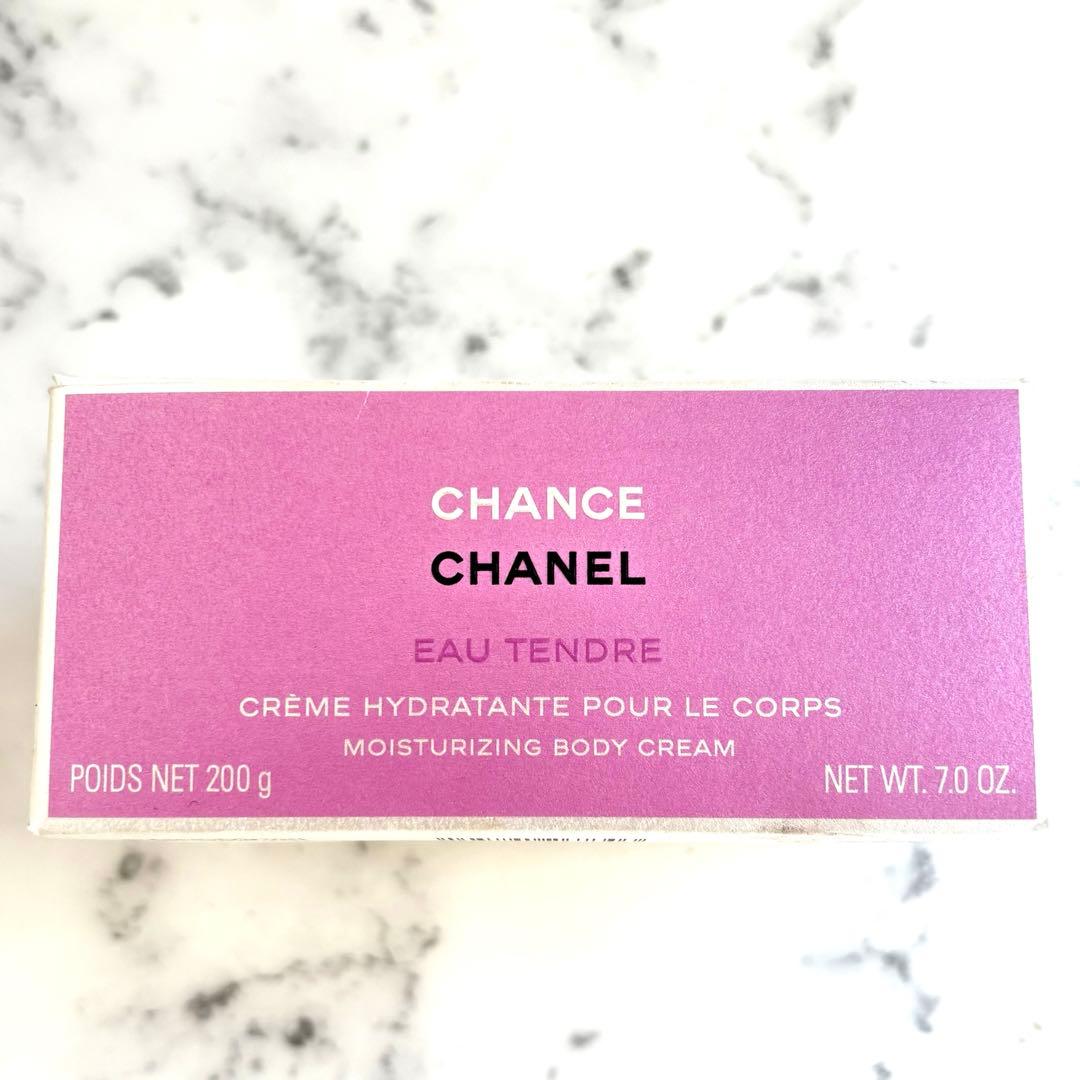 CHANCE
CHANEL
EAU TENDRE
CRÈME HYDRATANTE POUR LE CORPS
MOISTURIZING BODY CREAM
POIDS NET 200 g
NET WT. 7.0 OZ.